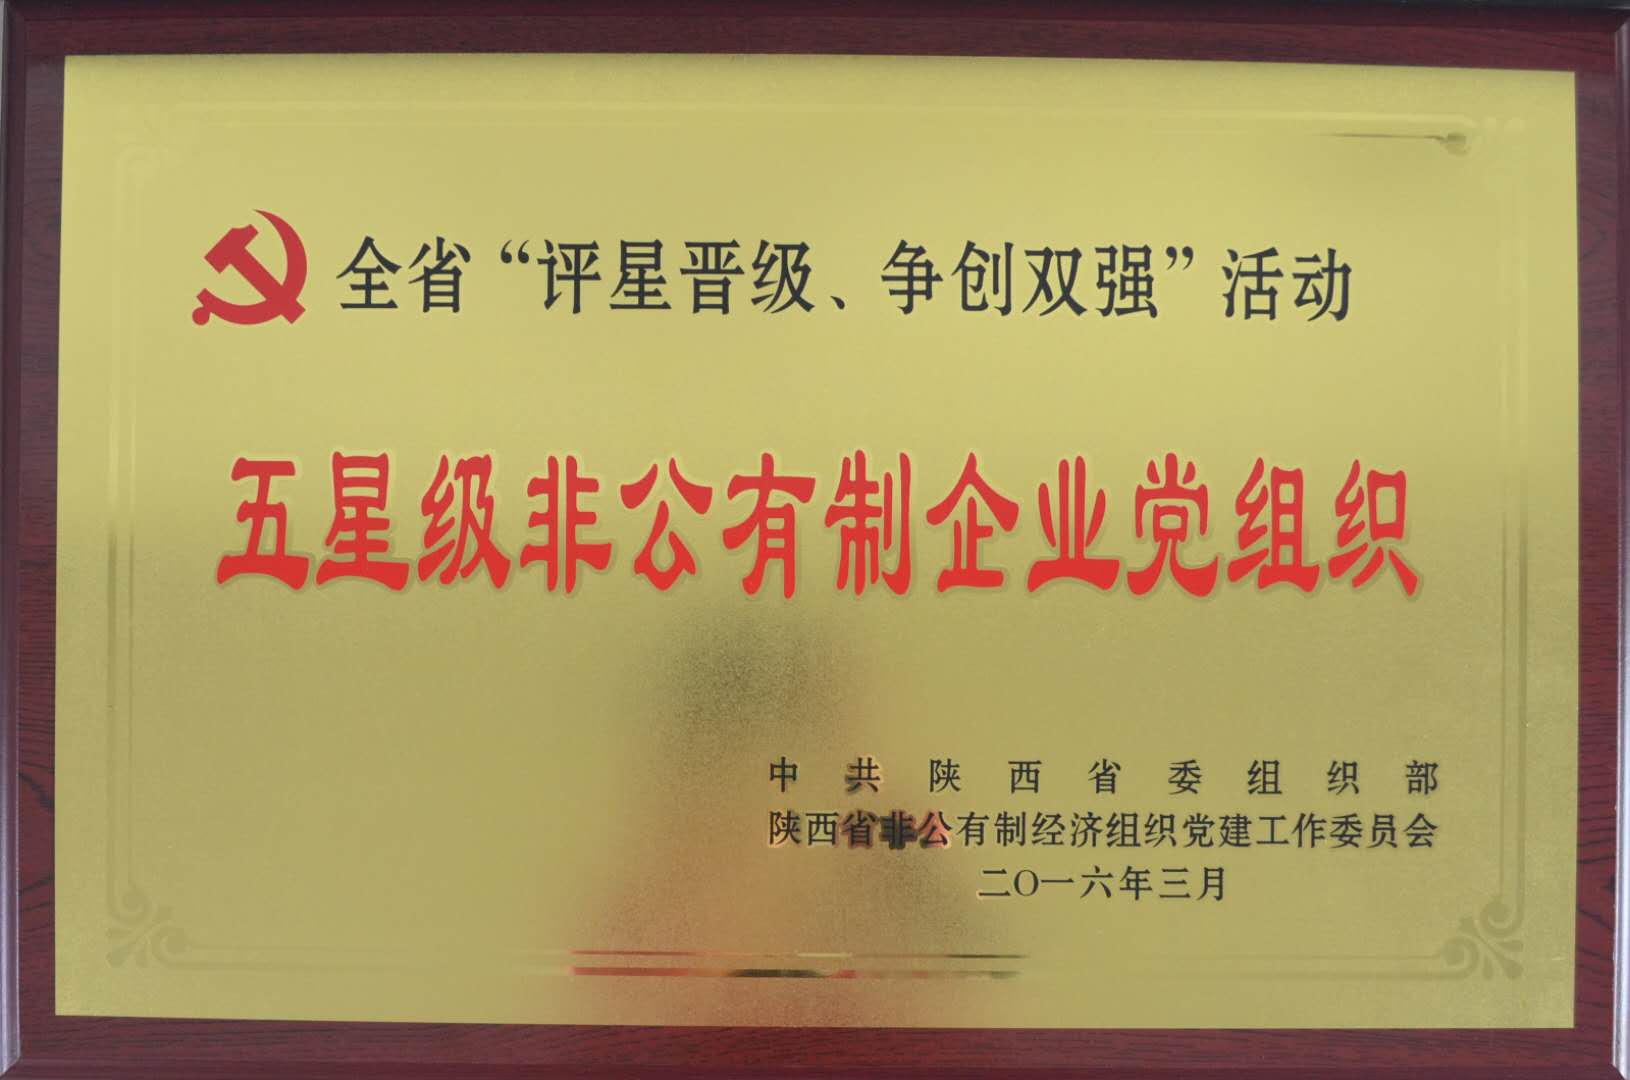 全省“评星晋级、争创双强”活动
五星级非公有制企业党组织
中共陕西省委组织部
陕西省非公有制经济组织党建工作委员会
二〇一六年三月